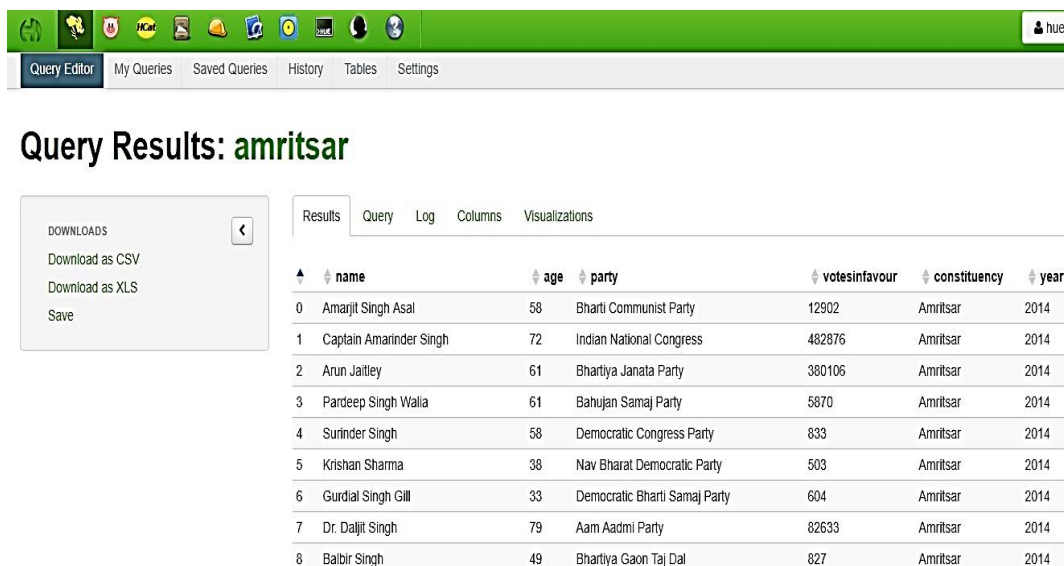 HCat HUE hue
Query Editor My Queries Saved Queries History Tables Settings
Query Results: amritsar
DOWNLOADS
Download as CSV
Download as XLS
Save
Results Query Log Columns Visualizations
name age party votesinfavour constituency year
0 Amarjit Singh Asal 58 Bharti Communist Party 12902 Amritsar 2014
1 Captain Amarinder Singh 72 Indian National Congress 482876 Amritsar 2014
2 Arun Jaitley 61 Bhartiya Janata Party 380106 Amritsar 2014
3 Pardeep Singh Walia 61 Bahujan Samaj Party 5870 Amritsar 2014
4 Surinder Singh 58 Democratic Congress Party 833 Amritsar 2014
5 Krishan Sharma 38 Nav Bharat Democratic Party 503 Amritsar 2014
6 Gurdial Singh Gill 33 Democratic Bharti Samaj Party 604 Amritsar 2014
7 Dr. Daljit Singh 79 Aam Aadmi Party 82633 Amritsar 2014
8 Balbir Singh 49 Bhartiya Gaon Taj Dal 827 Amritsar 2014